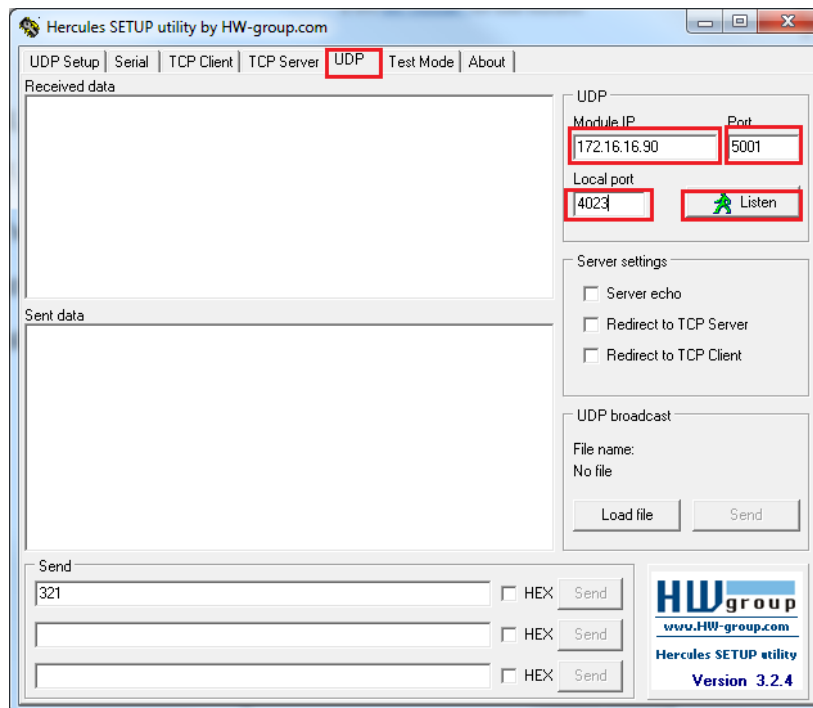 Hercules SETUP utility by HW-group.com
UDP Setup Serial TCP Client TCP Server UDP Test Mode About
Received data
UDP
Module IP Port
172.16.16.90 5001
Local port
4023 Listen
Server settings
Server echo
Redirect to TCP Server
Redirect to TCP Client
Sent data
UDP broadcast
File name:
No file
Load file Send
Send
321 HEX Send
HEX Send
HEX Send
HW group
www.HW-group.com
Hercules SETUP utility
Version 3.2.4